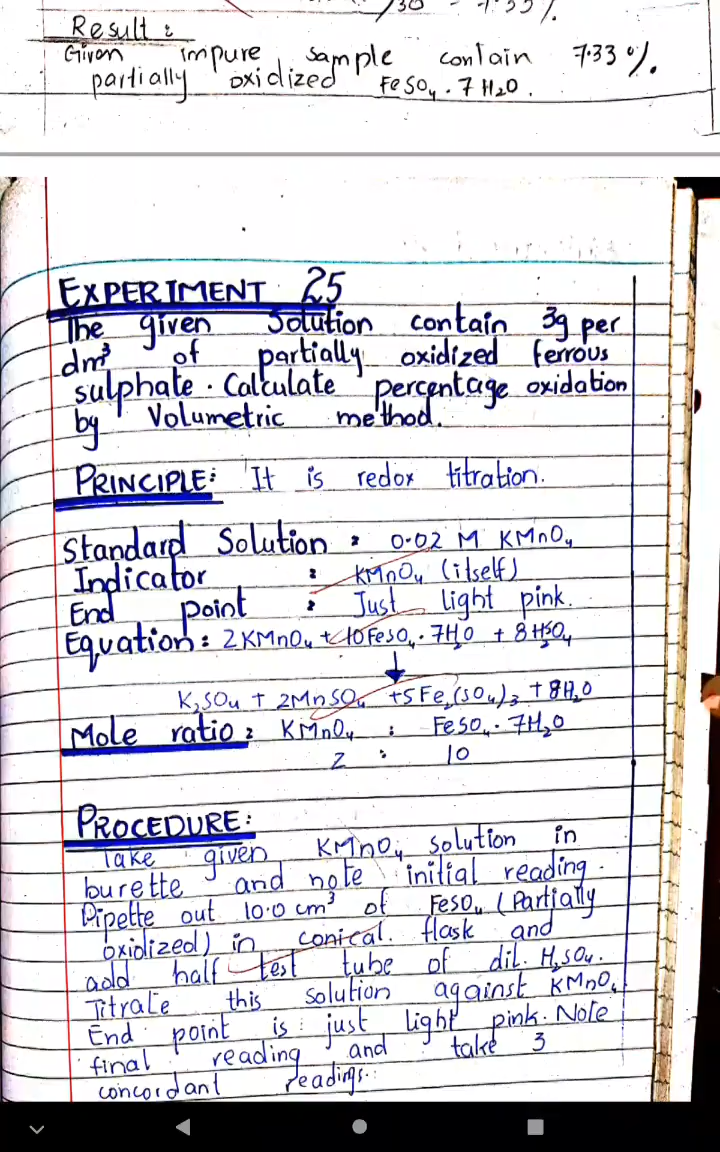 Result :
Given impure sample contain 7.33 %.
partially oxidized FeSO₄ . 7 H₂O.
EXPERIMENT 25
The given Solution contain 3g per
dm³ of partially oxidized ferrous
sulphate . Calculate percentage oxidation
by Volumetric method.
PRINCIPLE: It is redox titration.
Standard Solution : 0.02 M KMnO₄
Indicator : KMnO₄ (itself)
End point : Just light pink.
Equation : 2KMnO₄ + 10FeSO₄ . 7H₂O + 8H₂SO₄
↓
K₂SO₄ + 2MnSO₄ + 5Fe₂(SO₄)₃ + 8H₂O
Mole ratio : KMnO₄ : FeSO₄ . 7H₂O
2 : 10
PROCEDURE:
Take given KMnO₄ solution in
burette and note initial reading.
Pipette out 10.0 cm³ of FeSO₄ (Partially
oxidized) in conical flask and
add half test tube of dil. H₂SO₄.
Titrate this solution against KMnO₄
End point is just light pink. Note
final reading and take 3
concordant readings.